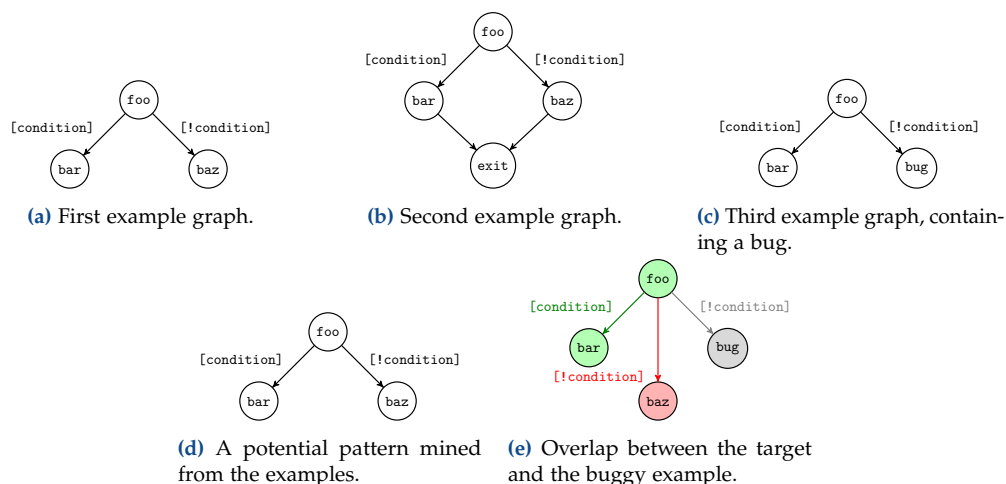 foo
[condition]
[!condition]
bar
baz
(a) First example graph.
foo
[condition]
[!condition]
bar
baz
exit
(b) Second example graph.
foo
[condition]
[!condition]
bar
bug
(c) Third example graph, contain-
ing a bug.
foo
[condition]
[!condition]
bar
baz
(d) A potential pattern mined
from the examples.
foo
[condition]
[!condition]
bar
bug
[!condition]
baz
(e) Overlap between the target
and the buggy example.